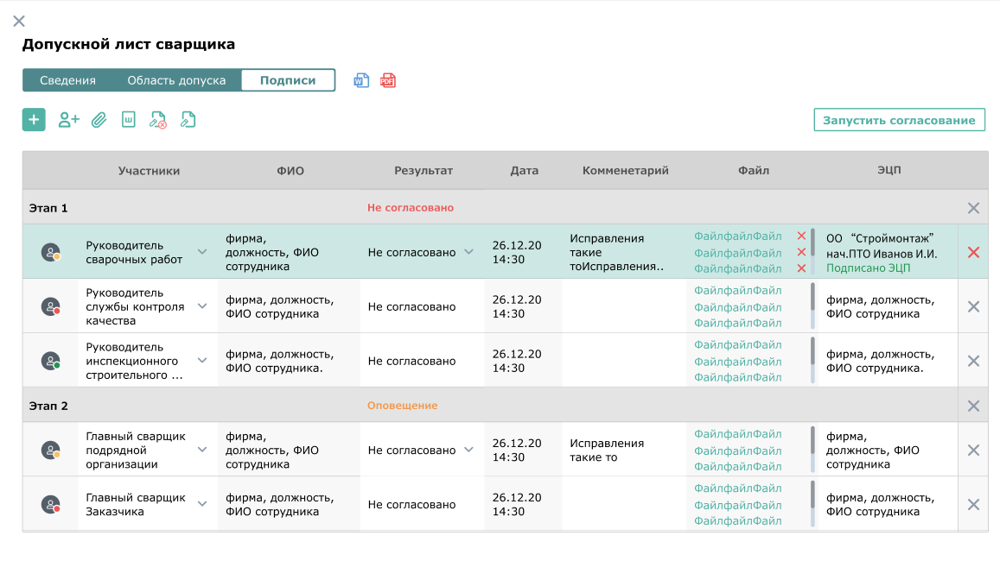 Допускной лист сварщика
Сведения
Область допуска
Подписи
W
PDF
Ш
Запустить согласование
Участники
ФИО
Результат
Дата
Комменетарий
Файл
ЭЦП
Этап 1
Не согласовано
Руководитель
сварочных работ
фирма,
должность, ФИО
сотрудника
Не согласовано
26.12.20
14:30
Исправления
такие
тоИсправления..
ФайлфайлФайл
ФайлфайлФайл
ФайлфайлФайл
ОО “Строймонтаж”
нач.ПТО Иванов И.И.
Подписано ЭЦП
Руководитель
службы контроля
качества
фирма, должность,
ФИО сотрудника
Не согласовано
26.12.20
14:30
ФайлфайлФайл
ФайлфайлФайл
ФайлфайлФайл
фирма, должность,
ФИО сотрудника
Руководитель
инспекционного
строительного ...
фирма, должность,
ФИО сотрудника.
Не согласовано
26.12.20
14:30
ФайлфайлФайл
ФайлфайлФайл
ФайлфайлФайл
фирма, должность,
ФИО сотрудника.
Этап 2
Оповещение
Главный сварщик
подрядной
организации
фирма,
должность, ФИО
сотрудника
Не согласовано
26.12.20
14:30
Исправления
такие то
ФайлфайлФайл
ФайлфайлФайл
ФайлфайлФайл
фирма,
должность, ФИО
сотрудника
Главный сварщик
Заказчика
фирма, должность,
ФИО сотрудника
Не согласовано
26.12.20
14:30
ФайлфайлФайл
ФайлфайлФайл
ФайлфайлФайл
фирма, должность,
ФИО сотрудника